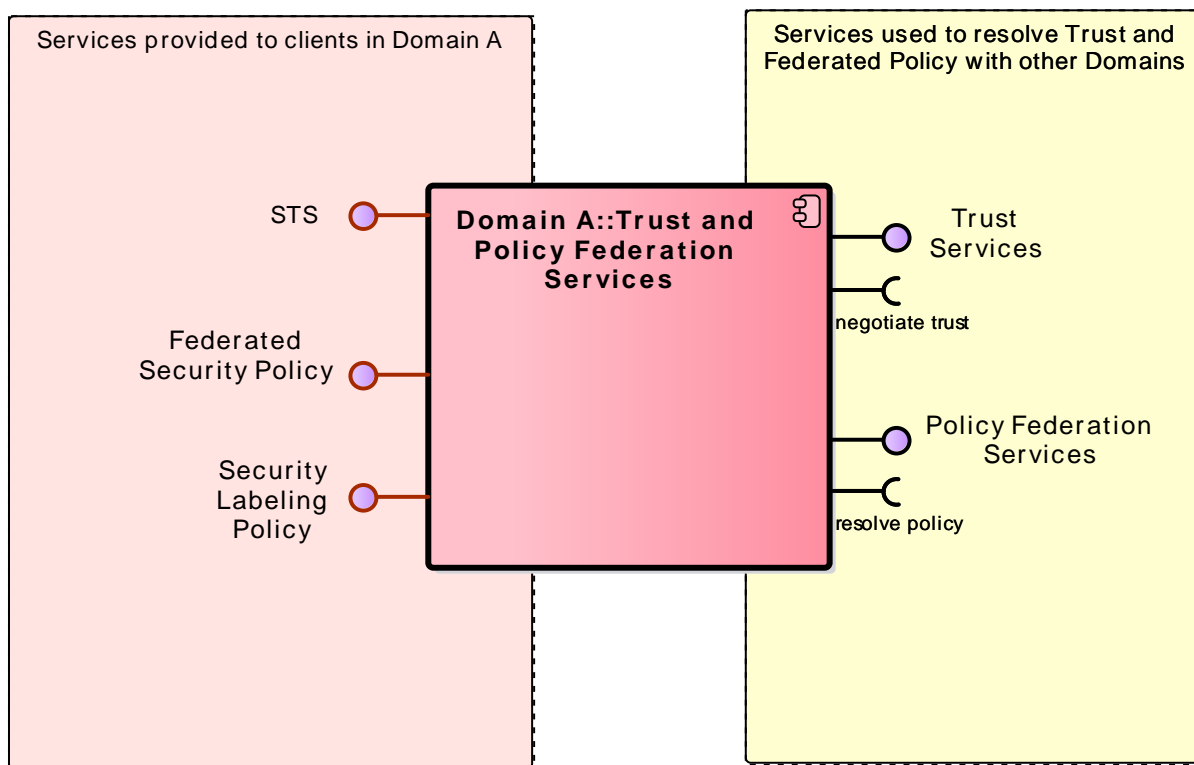 Services provided to clients in Domain A
Services used to resolve Trust and
Federated Policy with other Domains
STS
Federated
Security Policy
Security
Labeling
Policy
Domain A::Trust and
Policy Federation
Services
Trust
Services
negotiate trust
Policy Federation
Services
resolve policy